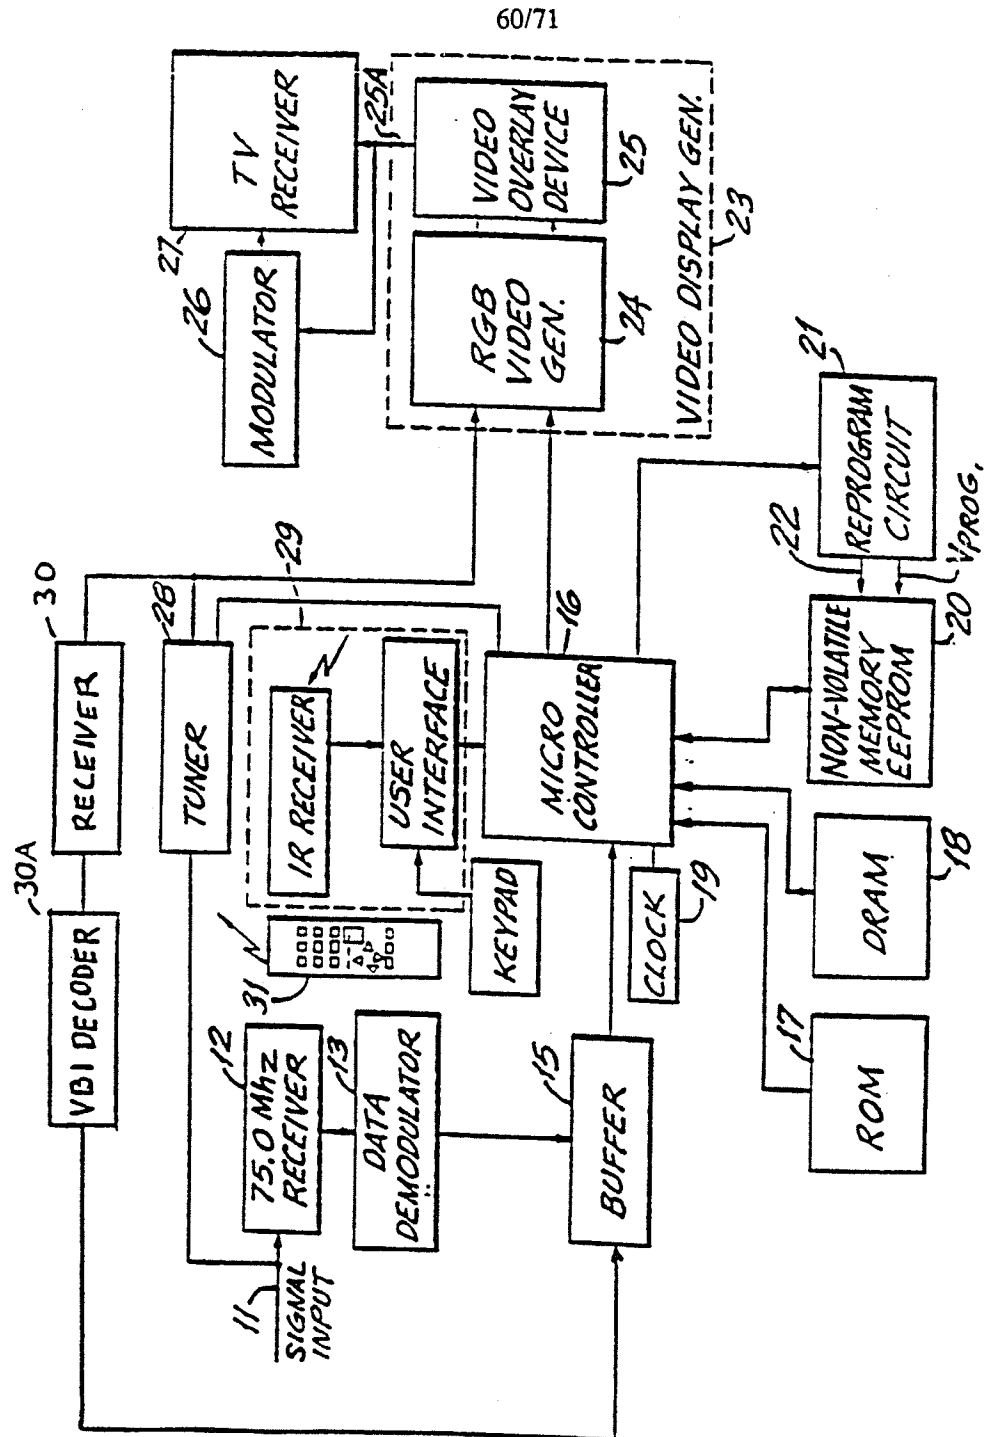 60/71
30A
VBI DECODER
30
RECEIVER
28
TUNER
27
TV
RECEIVER
26
MODULATOR
25A
12
75.0 Mhz
RECEIVER
11
SIGNAL
INPUT
13
DATA
DEMODULATOR
31
29
IR RECEIVER
USER
INTERFACE
KEYPAD
VIDEO
OVERLAY
DEVICE
25
RGB
VIDEO
GEN.
24
VIDEO DISPLAY GEN.
23
15
BUFFER
16
MICRO
CONTROLLER
CLOCK
19
17
ROM
DRAM
18
NON-VOLATILE
MEMORY
EEPROM
20
21
REPROGRAM
CIRCUIT
22
VPROG.